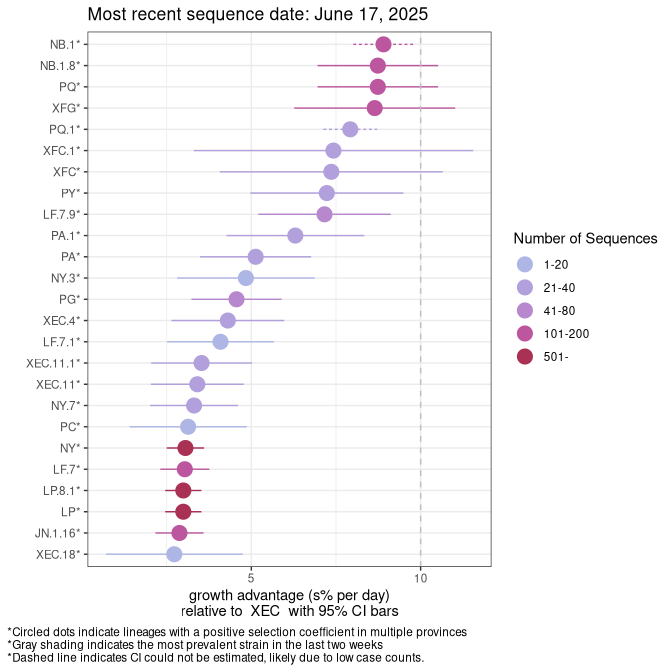 Most recent sequence date: June 17, 2025
NB.1*
NB.1.8*
PQ*
XFG*
PQ.1*
XFC.1*
XFC*
PY*
LF.7.9*
PA.1*
PA*
NY.3*
PG*
XEC.4*
LF.7.1*
XEC.11.1*
XEC.11*
NY.7*
PC*
NY*
LF.7*
LP.8.1*
LP*
JN.1.16*
XEC.18*
5 10
growth advantage (s% per day)
relative to XEC with 95% CI bars
Number of Sequences
1-20
21-40
41-80
101-200
501-
*Circled dots indicate lineages with a positive selection coefficient in multiple provinces
*Gray shading indicates the most prevalent strain in the last two weeks
*Dashed line indicates CI could not be estimated, likely due to low case counts.